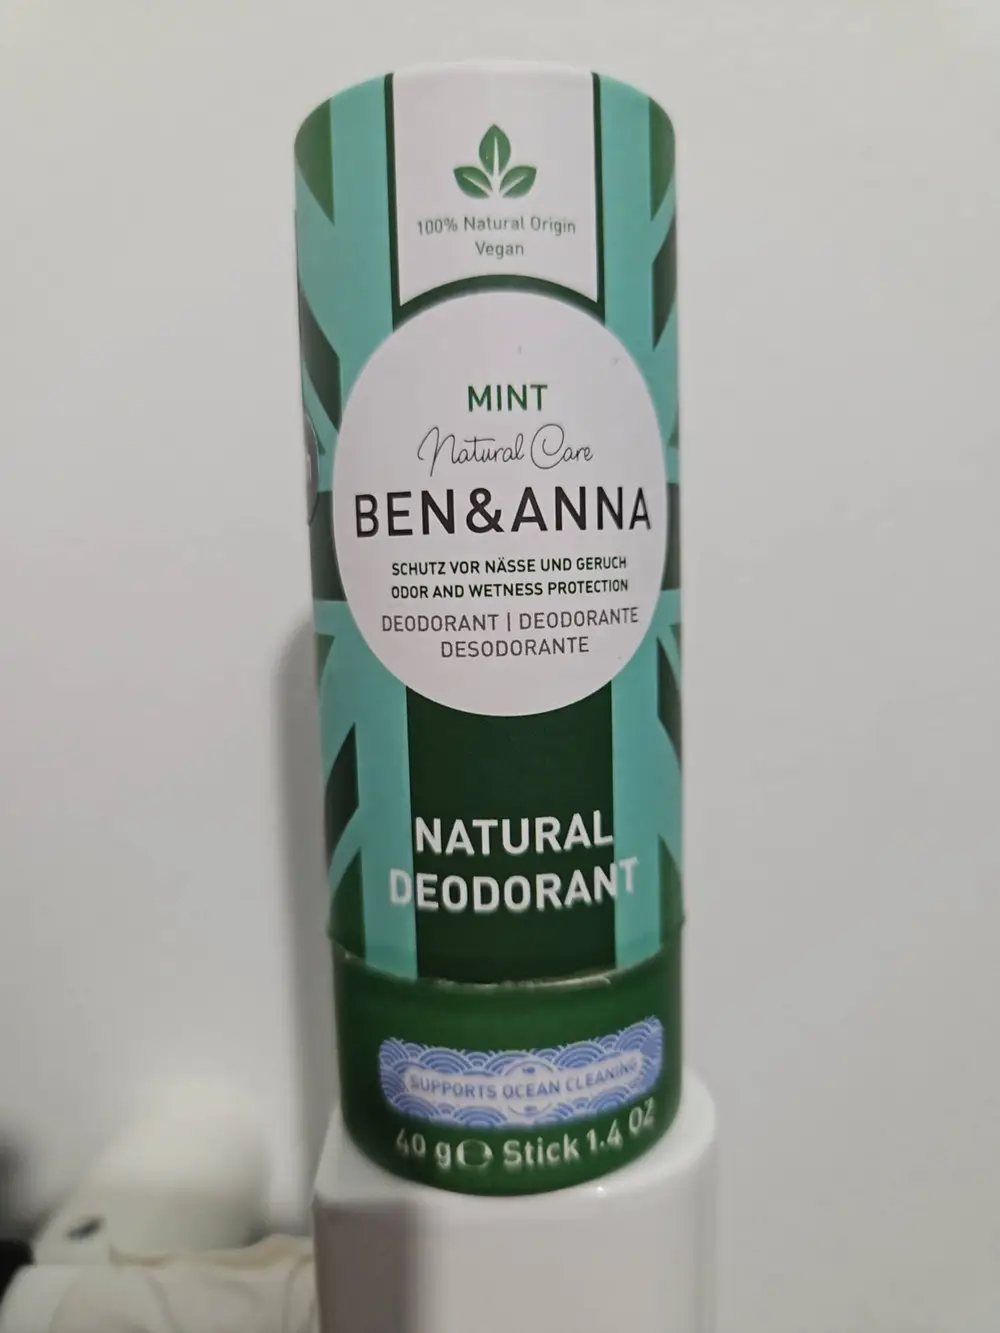 100% Natural Origin
Vegan
MINT
Natural Care
BEN&ANNA
SCHUTZ VOR NÄSSE UND GERUCH
ODOR AND WETNESS PROTECTION
DEODORANT | DEODORANTE
DESODORANTE
NATURAL
DEODORANT
SUPPORTS OCEAN CLEANING
40 g℮ Stick 1.4 OZ